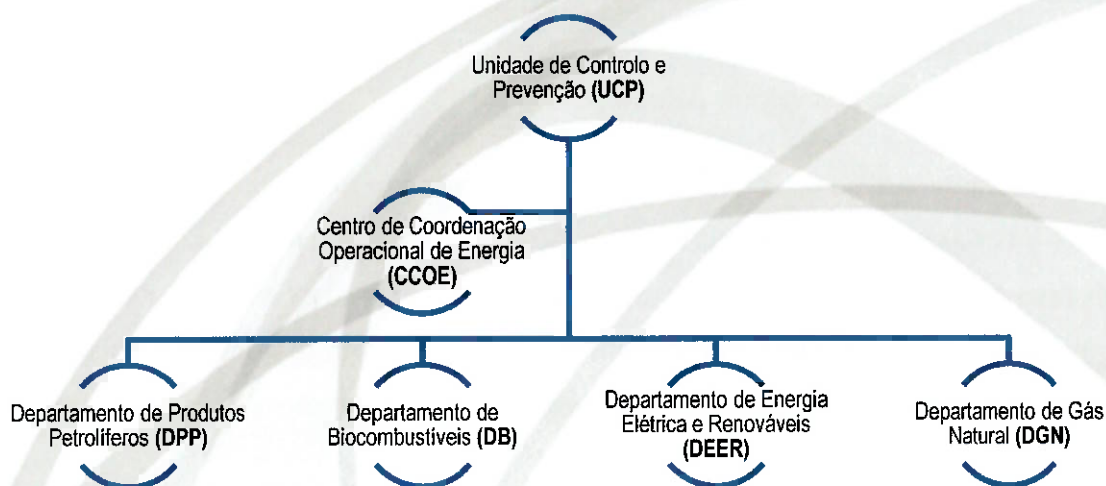 Unidade de Controlo e
Prevenção (UCP)
Centro de Coordenação
Operacional de Energia
(CCOE)
Departamento de Produtos
Petrolíferos (DPP)
Departamento de
Biocombustíveis (DB)
Departamento de Energia
Elétrica e Renováveis
(DEER)
Departamento de Gás
Natural (DGN)